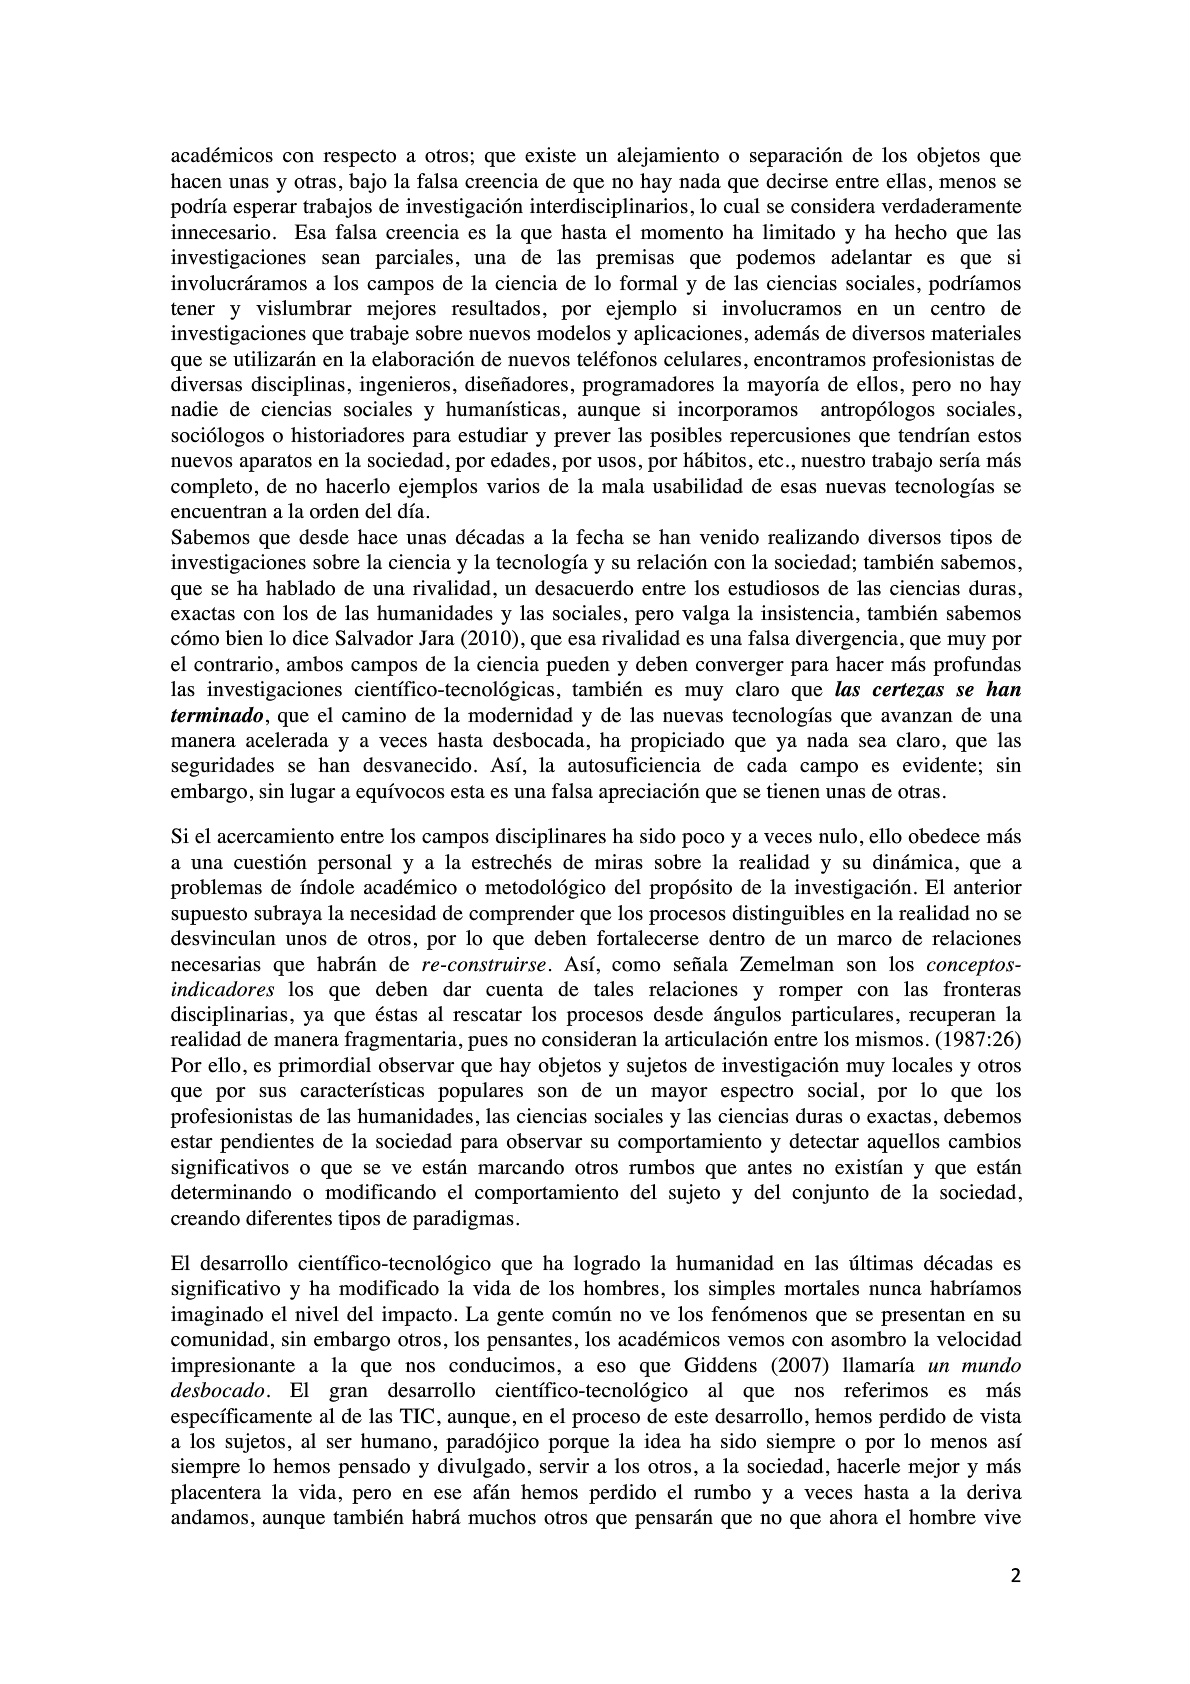 académicos con respecto a otros; que existe un alejamiento o separación de los objetos que
hacen unas y otras, bajo la falsa creencia de que no hay nada que decirse entre ellas, menos se
podría esperar trabajos de investigación interdisciplinarios, lo cual se considera verdaderamente
innecesario.  Esa falsa creencia es la que hasta el momento ha limitado y ha hecho que las
investigaciones sean parciales, una de las premisas que podemos adelantar es que si
involucráramos a los campos de la ciencia de lo formal y de las ciencias sociales, podríamos
tener y vislumbrar mejores resultados, por ejemplo si involucramos en un centro de
investigaciones que trabaje sobre nuevos modelos y aplicaciones, además de diversos materiales
que se utilizarán en la elaboración de nuevos teléfonos celulares, encontramos profesionistas de
diversas disciplinas, ingenieros, diseñadores, programadores la mayoría de ellos, pero no hay
nadie de ciencias sociales y humanísticas, aunque si incorporamos  antropólogos sociales,
sociólogos o historiadores para estudiar y prever las posibles repercusiones que tendrían estos
nuevos aparatos en la sociedad, por edades, por usos, por hábitos, etc., nuestro trabajo sería más
completo, de no hacerlo ejemplos varios de la mala usabilidad de esas nuevas tecnologías se
encuentran a la orden del día.
Sabemos que desde hace unas décadas a la fecha se han venido realizando diversos tipos de
investigaciones sobre la ciencia y la tecnología y su relación con la sociedad; también sabemos,
que se ha hablado de una rivalidad, un desacuerdo entre los estudiosos de las ciencias duras,
exactas con los de las humanidades y las sociales, pero valga la insistencia, también sabemos
cómo bien lo dice Salvador Jara (2010), que esa rivalidad es una falsa divergencia, que muy por
el contrario, ambos campos de la ciencia pueden y deben converger para hacer más profundas
las investigaciones científico-tecnológicas, también es muy claro que las certezas se han
terminado, que el camino de la modernidad y de las nuevas tecnologías que avanzan de una
manera acelerada y a veces hasta desbocada, ha propiciado que ya nada sea claro, que las
seguridades se han desvanecido. Así, la autosuficiencia de cada campo es evidente; sin
embargo, sin lugar a equívocos esta es una falsa apreciación que se tienen unas de otras.
Si el acercamiento entre los campos disciplinares ha sido poco y a veces nulo, ello obedece más
a una cuestión personal y a la estrechés de miras sobre la realidad y su dinámica, que a
problemas de índole académico o metodológico del propósito de la investigación. El anterior
supuesto subraya la necesidad de comprender que los procesos distinguibles en la realidad no se
desvinculan unos de otros, por lo que deben fortalecerse dentro de un marco de relaciones
necesarias que habrán de re-construirse. Así, como señala Zemelman son los conceptos-
indicadores los que deben dar cuenta de tales relaciones y romper con las fronteras
disciplinarias, ya que éstas al rescatar los procesos desde ángulos particulares, recuperan la
realidad de manera fragmentaria, pues no consideran la articulación entre los mismos. (1987:26)
Por ello, es primordial observar que hay objetos y sujetos de investigación muy locales y otros
que por sus características populares son de un mayor espectro social, por lo que los
profesionistas de las humanidades, las ciencias sociales y las ciencias duras o exactas, debemos
estar pendientes de la sociedad para observar su comportamiento y detectar aquellos cambios
significativos o que se ve están marcando otros rumbos que antes no existían y que están
determinando o modificando el comportamiento del sujeto y del conjunto de la sociedad,
creando diferentes tipos de paradigmas.
El desarrollo científico-tecnológico que ha logrado la humanidad en las últimas décadas es
significativo y ha modificado la vida de los hombres, los simples mortales nunca habríamos
imaginado el nivel del impacto. La gente común no ve los fenómenos que se presentan en su
comunidad, sin embargo otros, los pensantes, los académicos vemos con asombro la velocidad
impresionante a la que nos conducimos, a eso que Giddens (2007) llamaría un mundo
desbocado. El gran desarrollo científico-tecnológico al que nos referimos es más
específicamente al de las TIC, aunque, en el proceso de este desarrollo, hemos perdido de vista
a los sujetos, al ser humano, paradójico porque la idea ha sido siempre o por lo menos así
siempre lo hemos pensado y divulgado, servir a los otros, a la sociedad, hacerle mejor y más
placentera la vida, pero en ese afán hemos perdido el rumbo y a veces hasta a la deriva
andamos, aunque también habrá muchos otros que pensarán que no que ahora el hombre vive
2